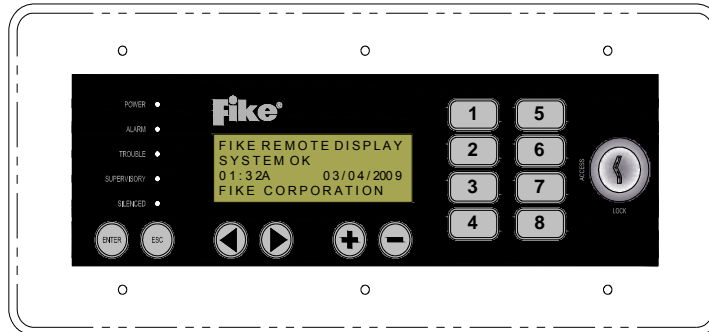 POWER
ALARM
TROUBLE
SUPERVISORY
SILENCED
ENTER
ESC
Fike®
FIKE REMOTE DISPLAY
SYSTEM OK
01:32A 03/04/2009
FIKE CORPORATION
1 5
2 6
3 7
4 8
ACCESS
LOCK